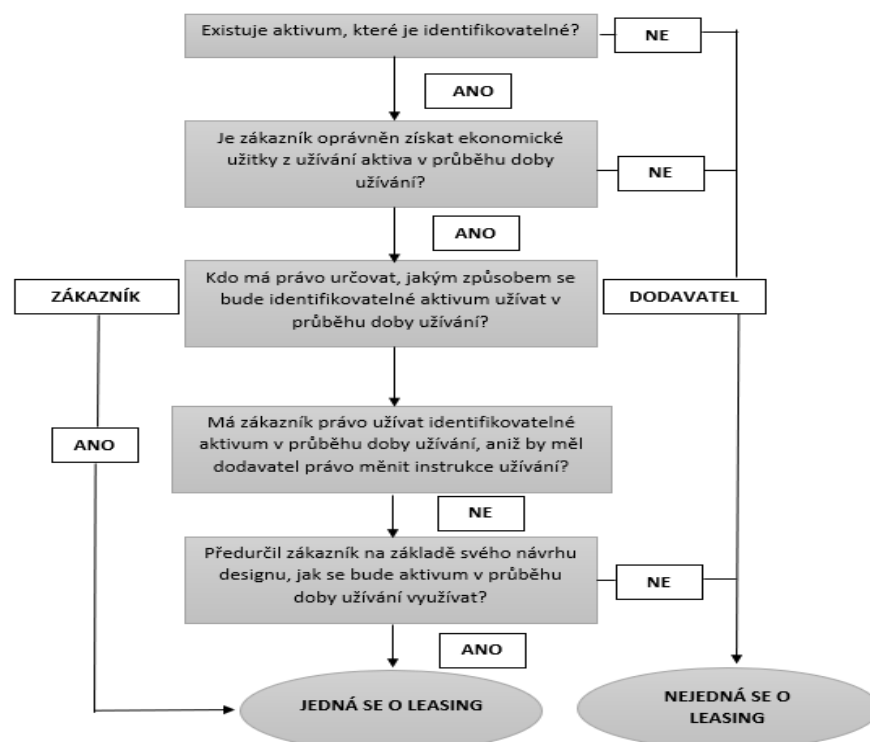 Existuje aktivum, které je identifikovatelné?
NE
ANO
Je zákazník oprávněn získat ekonomické
užitky z užívání aktiva v průběhu doby
užívání?
NE
ANO
ZÁKAZNÍK
Kdo má právo určovat, jakým způsobem se
bude identifikovatelné aktivum užívat v
průběhu doby užívání?
DODAVATEL
Má zákazník právo užívat identifikovatelné
aktivum v průběhu doby užívání, aniž by měl
dodavatel právo měnit instrukce užívání?
ANO
NE
Předurčil zákazník na základě svého návrhu
designu, jak se bude aktivum v průběhu
doby užívání využívat?
NE
ANO
JEDNÁ SE O LEASING
NEJEDNÁ SE O
LEASING